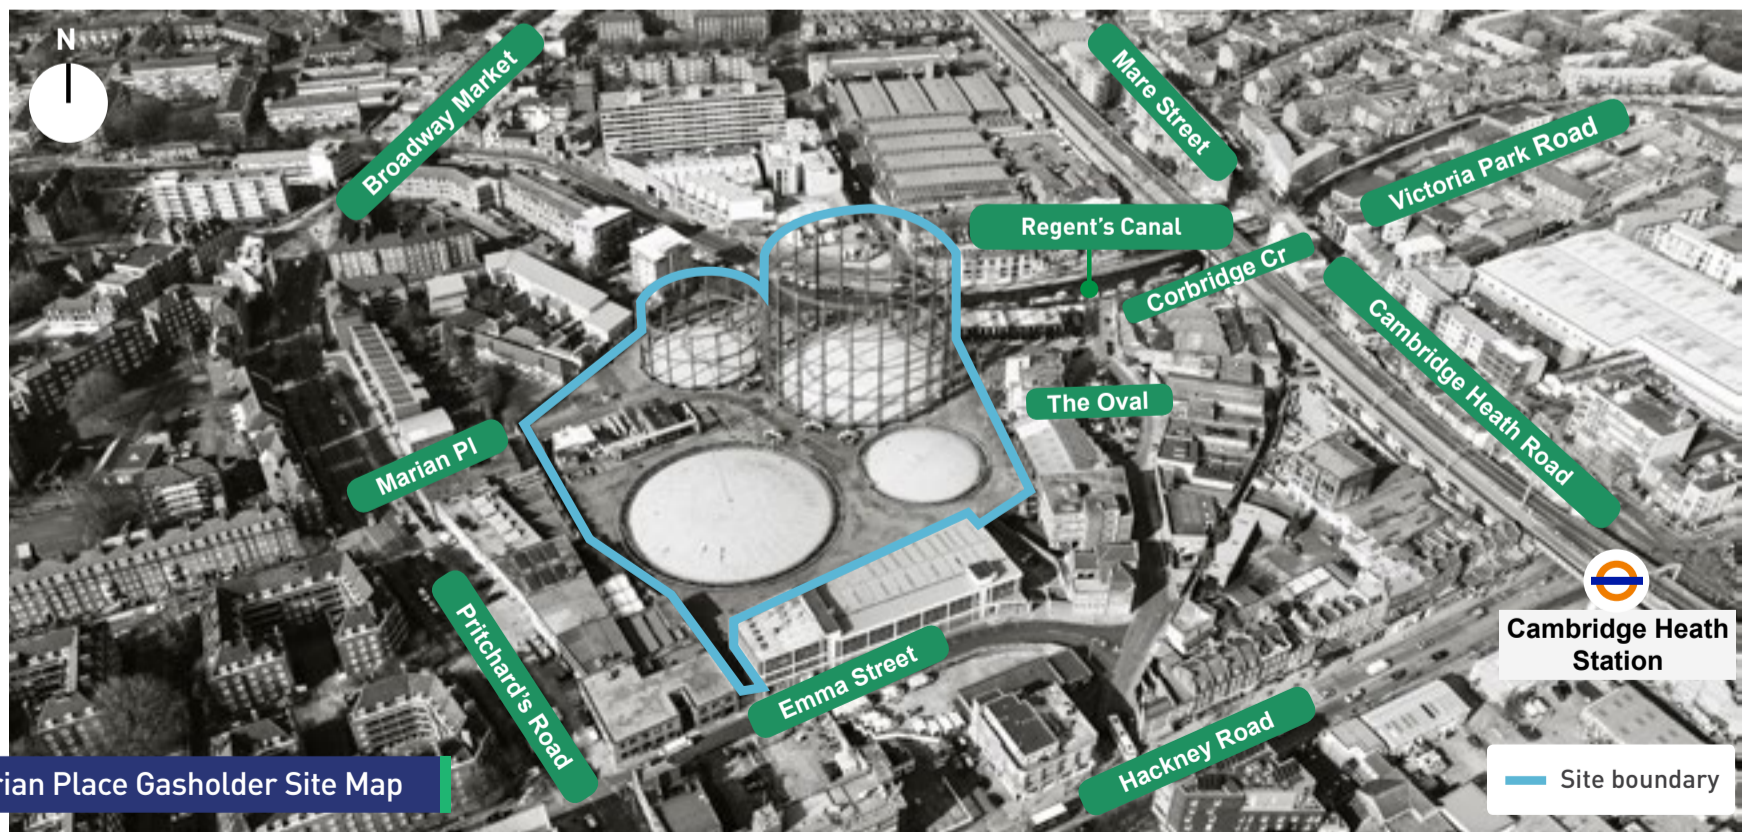 N
Broadway Market
Mare Street
Victoria Park Road
Regent's Canal
Corbridge Cr
Cambridge Heath Road
The Oval
Marian Pl
Pritchard's Road
Emma Street
Hackney Road
Cambridge Heath
Station
rian Place Gasholder Site Map
Site boundary